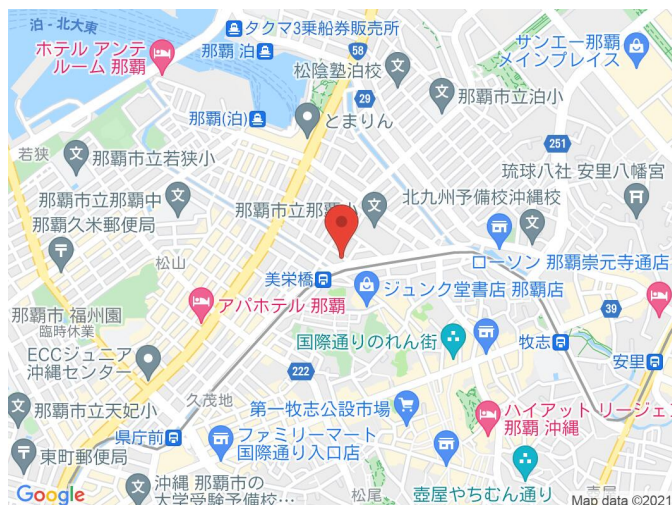 泊－北大東
タクマ3乗船券販売所
ホテル アンテ
ルーム 那覇
那覇 泊
58
松陰塾泊校
サンエー那覇
メインプレイス
29
那覇市立泊小
那覇(泊)
とまりん
251
若狭
那覇市立若狭小
琉球八社 安里八幡宮
那覇市立那覇中
那覇市立那覇小
北九州予備校沖縄校
那覇久米郵便局
松山
美栄橋
ローソン 那覇崇元寺通店
ジュンク堂書店 那覇店
アパホテル 那覇
那覇市 福州園
臨時休業
39
国際通りのれん街
牧志
安里
ECCジュニア
沖縄センター
222
久茂地
第一牧志公設市場
那覇市立天妃小
ハイアット リージェン
那覇 沖縄
県庁前
ファミリーマート
国際通り入口店
東町郵便局
壺屋やちむん通り
沖縄 那覇市の
大学受験予備校…
松尾
Google
Map data ©2021